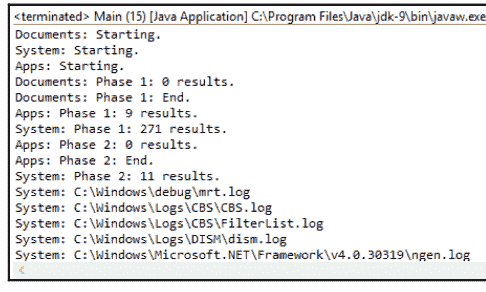 <terminated> Main (15) [Java Application] C:\Program Files\Java\jdk-9\bin\javaw.exe
Documents: Starting.
System: Starting.
Apps: Starting.
Documents: Phase 1: 0 results.
Documents: Phase 1: End.
Apps: Phase 1: 9 results.
System: Phase 1: 271 results.
Apps: Phase 2: 0 results.
Apps: Phase 2: End.
System: Phase 2: 11 results.
System: C:\Windows\debug\mrt.log
System: C:\Windows\Logs\CBS\CBS.log
System: C:\Windows\Logs\CBS\FilterList.log
System: C:\Windows\Logs\DISM\dism.log
System: C:\Windows\Microsoft.NET\Framework\v4.0.30319\ngen.log